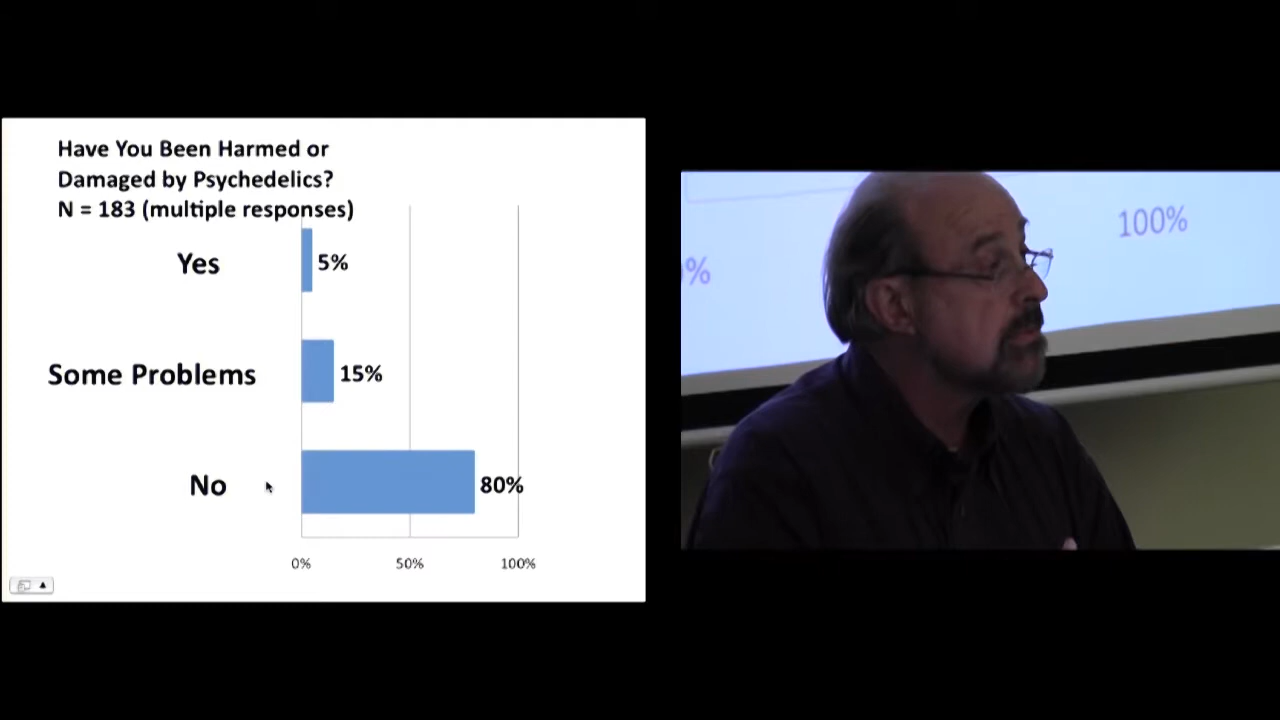 Have You Been Harmed or
Damaged by Psychedelics?
N = 183 (multiple responses)
Yes
5%
Some Problems
15%
No
80%
0%
50%
100%
%
100%